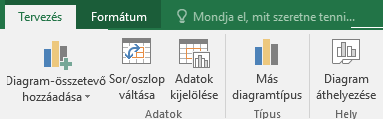 Tervezés Formátum Mondja el, mit szeretne tenni...
Diagram-összetevő hozzáadása
Sor/oszlop váltása
Adatok kijelölése
Más diagramtípus
Diagram áthelyezése
Adatok Típus Hely